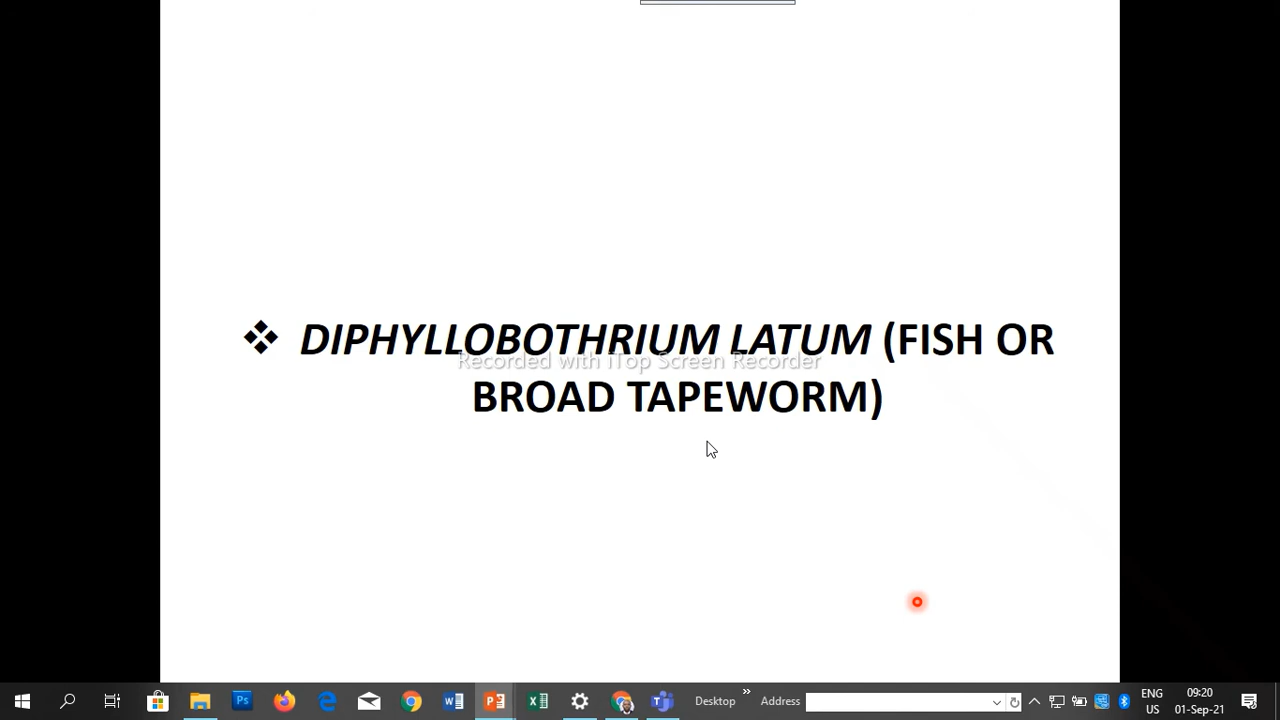 ❖ DIPHYLLOBOTHRIUM LATUM (FISH OR
Recorded with iTop Screen Recorder
BROAD TAPEWORM)
Desktop » Address ENG 09:20
US 01-Sep-21